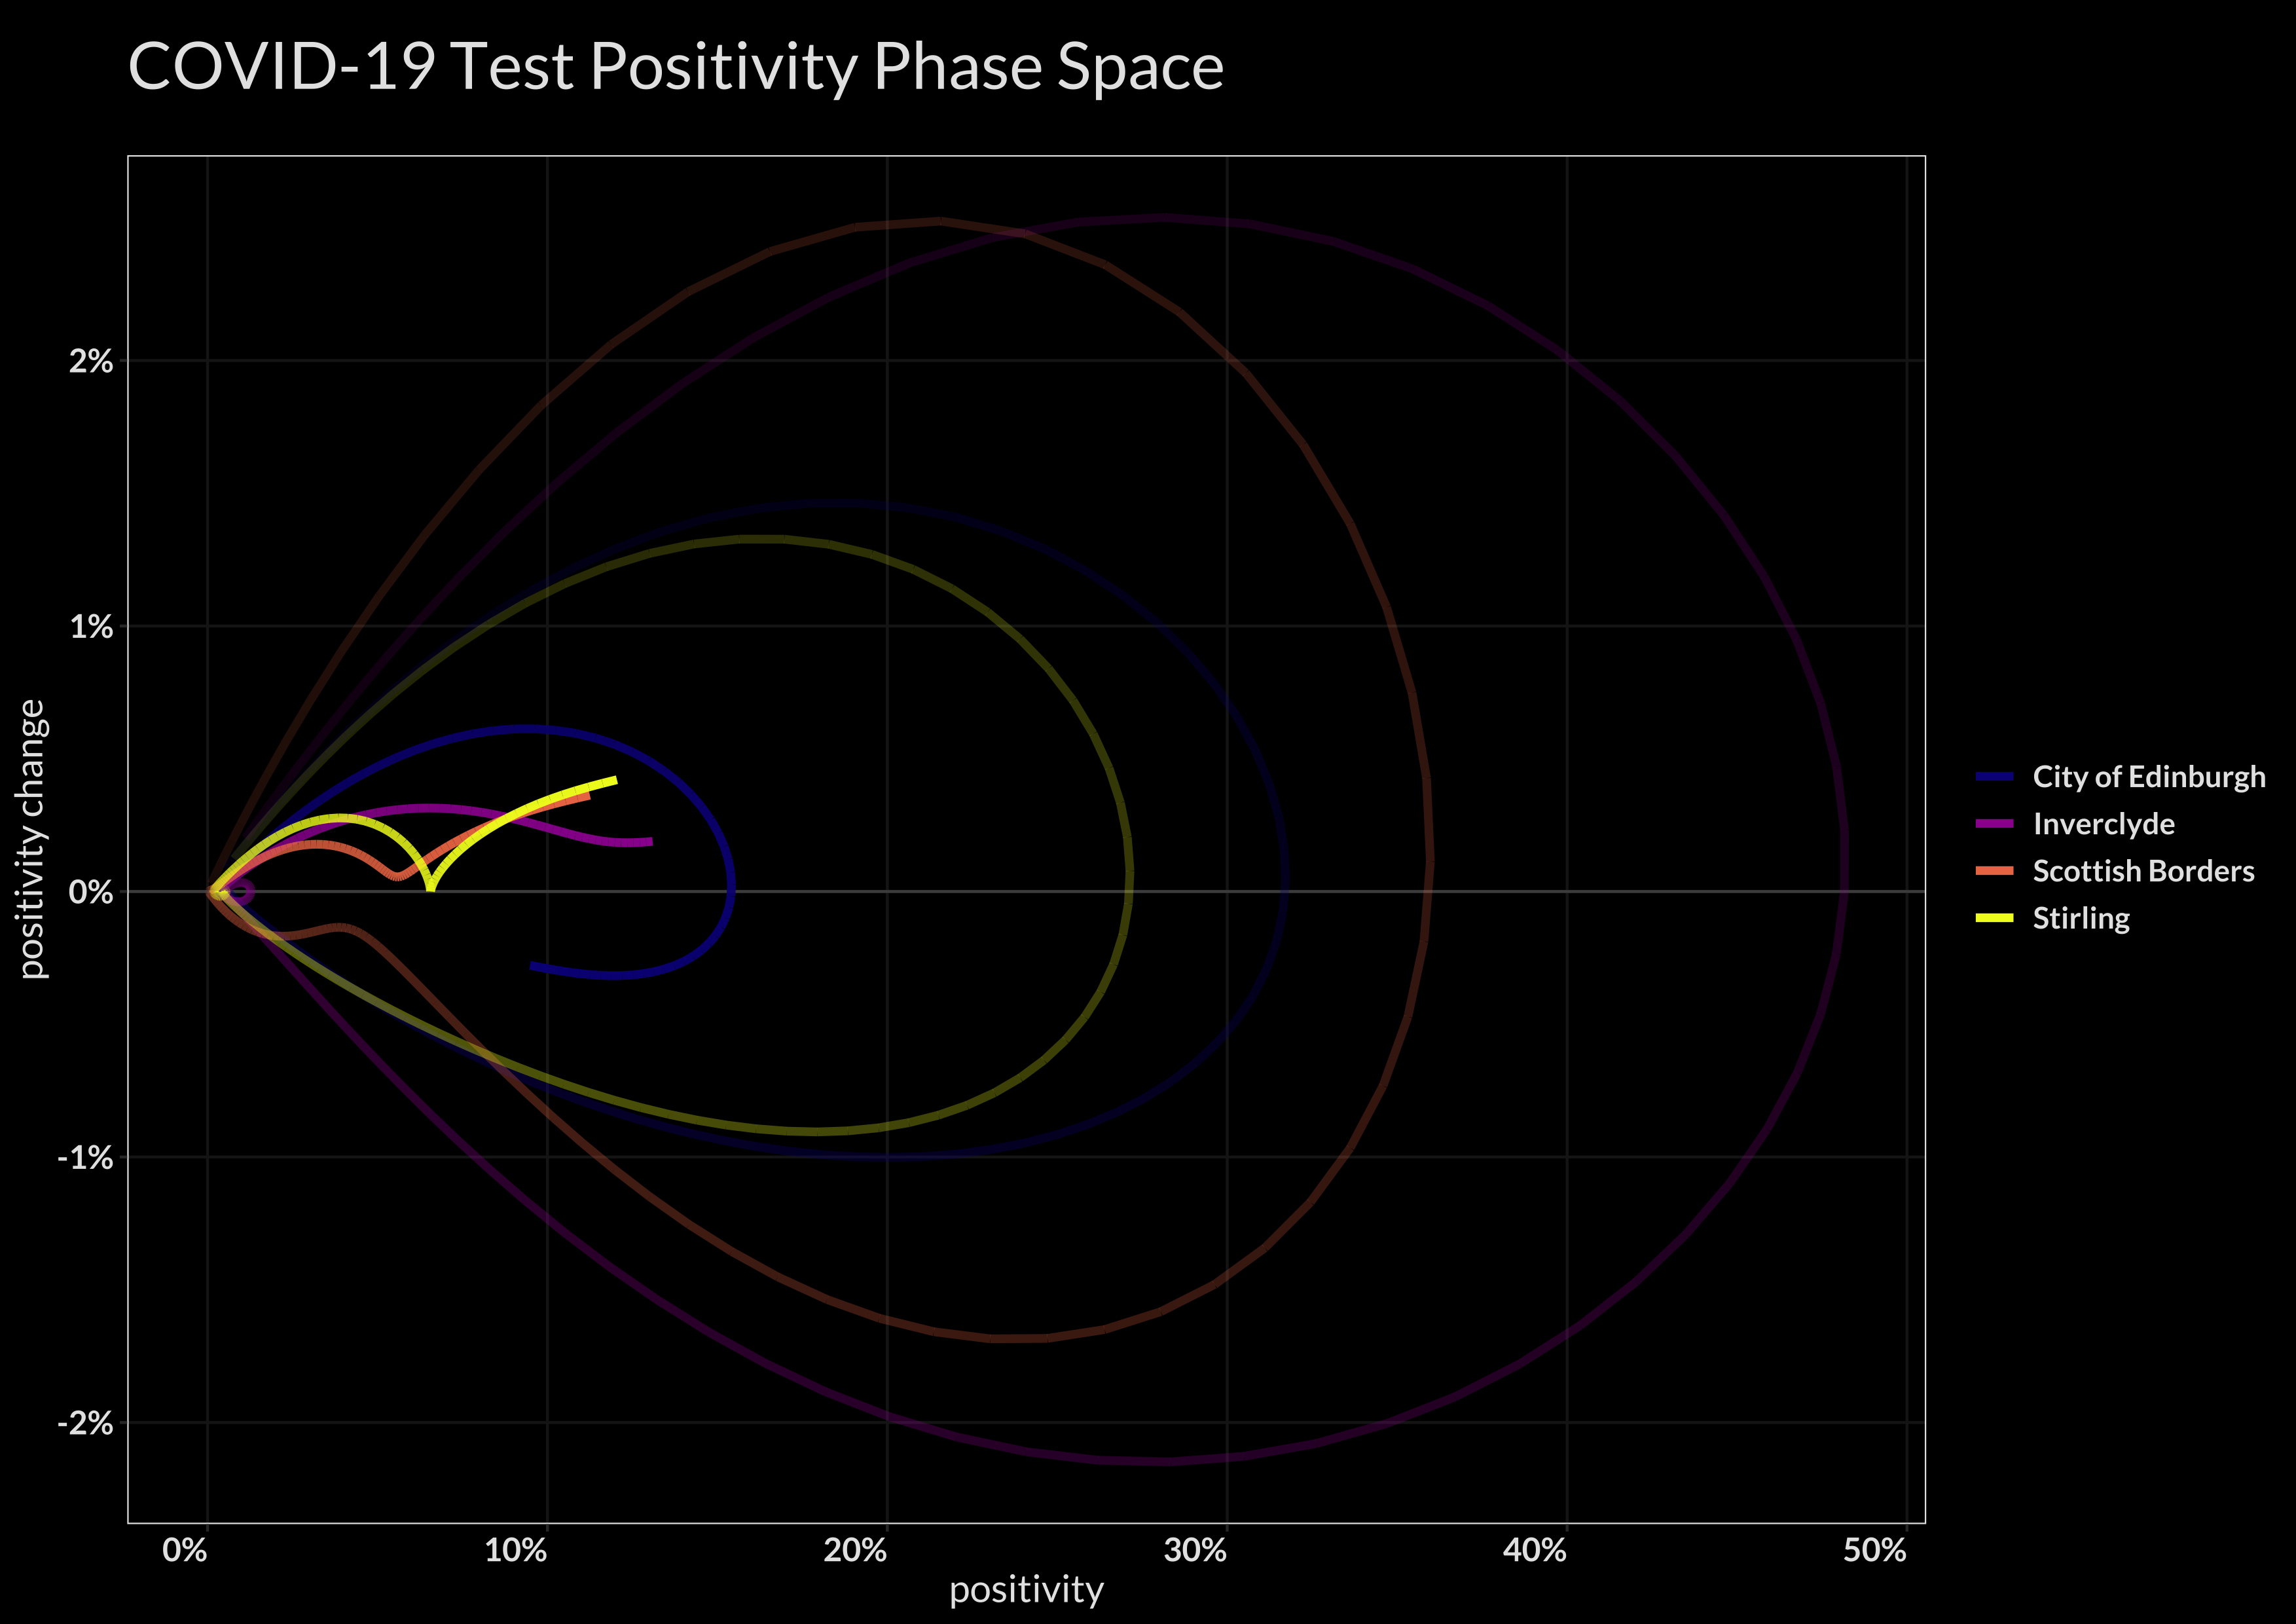 COVID-19 Test Positivity Phase Space
positivity change
2%
1%
0%
-1%
-2%
0% 10% 20% 30% 40% 50%
positivity
City of Edinburgh
Inverclyde
Scottish Borders
Stirling